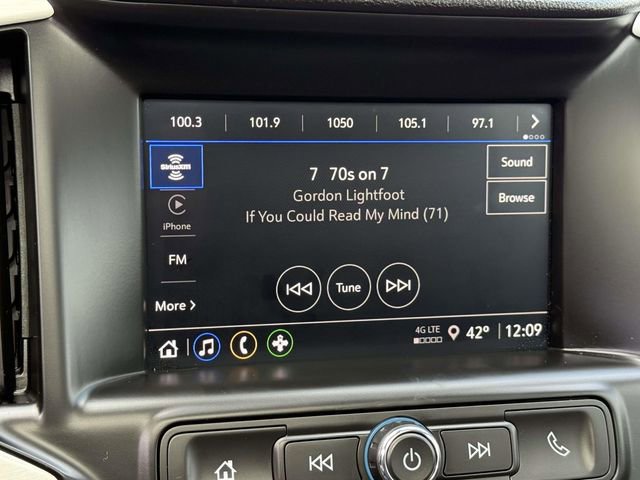 100.3 101.9 1050 105.1 97.1
SiriusXM
7 70s on 7
Sound
Gordon Lightfoot
If You Could Read My Mind (71)
Browse
iPhone
FM
Tune
More
4G LTE
42° 12:09